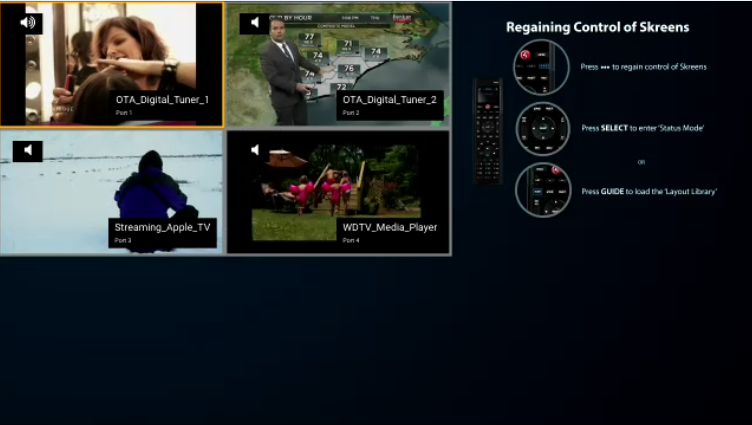 Regaining Control of Skreens
OTA_Digital_Tuner_1
Port 1
BY HOUR
COMPOSITE MODEL
77
71
74
74
76
72
OTA_Digital_Tuner_2
Port 2
Press ••• to regain control of Skreens
Press SELECT to enter 'Status Mode'
OR
Press GUIDE to load the 'Layout Library'
Streaming_Apple_TV
Port 3
WDTV_Media_Player
Port 4